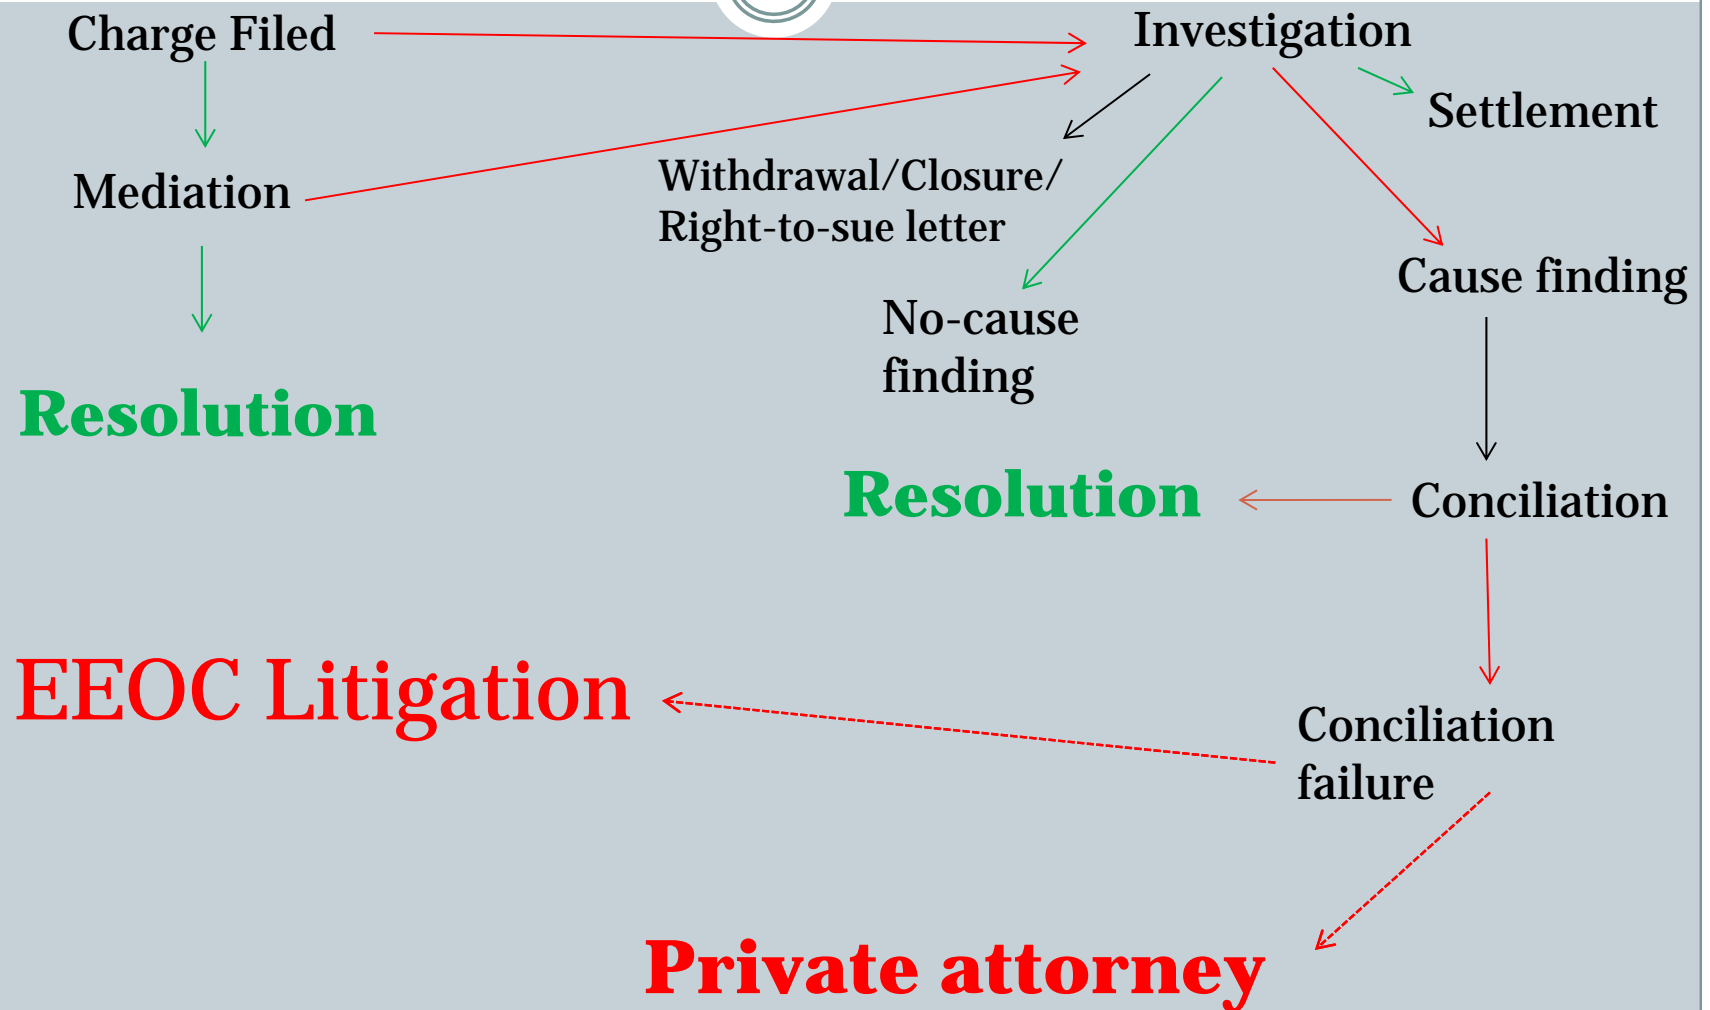 Charge Filed
Investigation
Settlement
Mediation
Withdrawal/Closure/
Right-to-sue letter
Cause finding
No-cause
finding
Resolution
Resolution
Conciliation
EEOC Litigation
Conciliation
failure
Private attorney